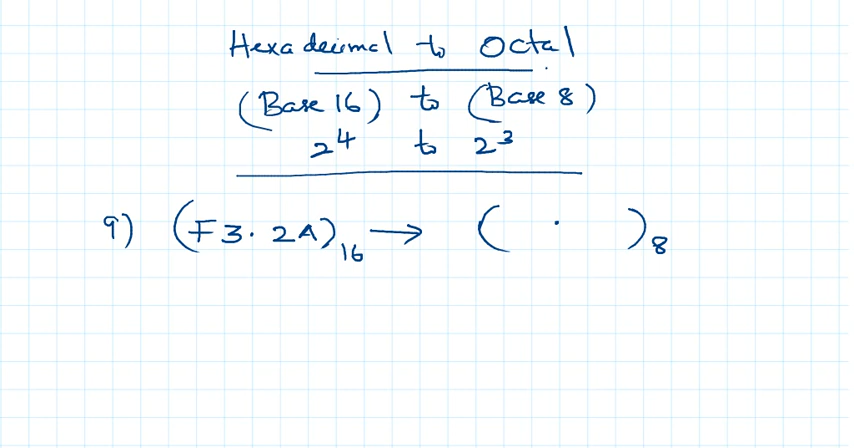 Hexadecimal to Octal
(Base 16) to (Base 8)
2⁴ to 2³
9) (F3.2A)₁₆ → ( . )₈